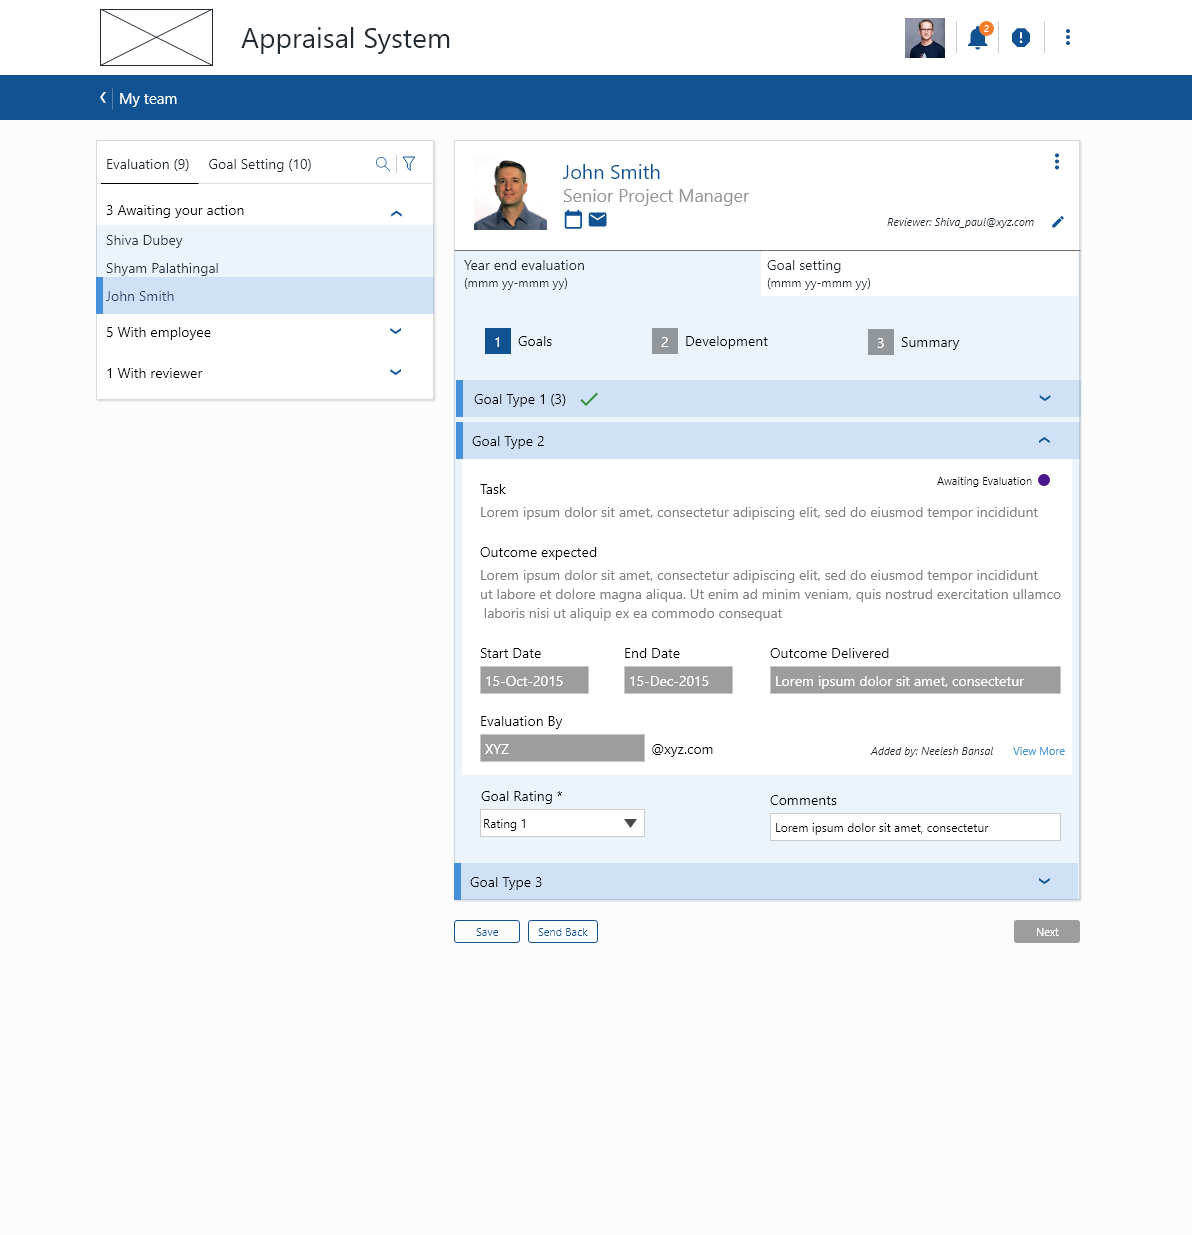 Appraisal System
2
My team
Evaluation (9)
Goal Setting (10)
3 Awaiting your action
Shiva Dubey
Shyam Palathingal
John Smith
5 With employee
1 With reviewer
John Smith
Senior Project Manager
Reviewer: Shiva_paul@xyz.com
Year end evaluation
(mmm yy-mmm yy)
Goal setting
(mmm yy-mmm yy)
1 Goals
2 Development
3 Summary
Goal Type 1 (3)
Goal Type 2
Awaiting Evaluation
Task
Lorem ipsum dolor sit amet, consectetur adipiscing elit, sed do eiusmod tempor incididunt
Outcome expected
Lorem ipsum dolor sit amet, consectetur adipiscing elit, sed do eiusmod tempor incididunt
ut labore et dolore magna aliqua. Ut enim ad minim veniam, quis nostrud exercitation ullamco
laboris nisi ut aliquip ex ea commodo consequat
Start Date
End Date
Outcome Delivered
15-Oct-2015
15-Dec-2015
Lorem ipsum dolor sit amet, consectetur
Evaluation By
XYZ
@xyz.com
Added by: Neelesh Bansal
View More
Goal Rating *
Comments
Rating 1
Lorem ipsum dolor sit amet, consectetur
Goal Type 3
Save
Send Back
Next